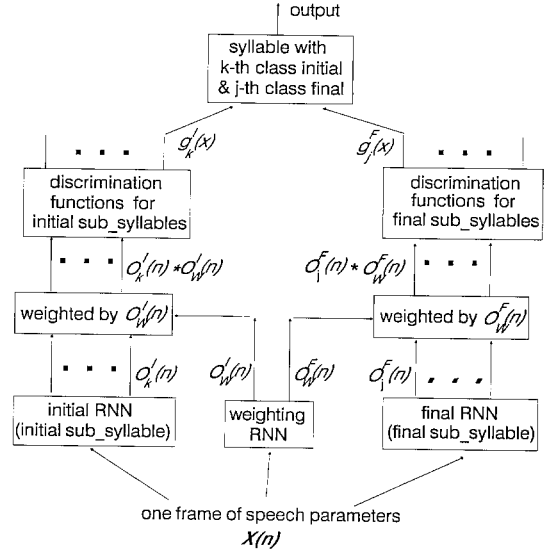 output
syllable with
k-th class initial
& j-th class final
g_k^I(x)
g_j^F(x)
discrimination
functions for
initial sub_syllables
discrimination
functions for
final sub_syllables
O_k^I(n)*O_W^I(n)
O_j^F(n)*O_W^F(n)
weighted by O_W^I(n)
weighted by O_W^F(n)
O_k^I(n)
O_W^I(n)
O_W^F(n)
O_j^F(n)
initial RNN
(initial sub_syllable)
weighting
RNN
final RNN
(final sub_syllable)
one frame of speech parameters
X(n)